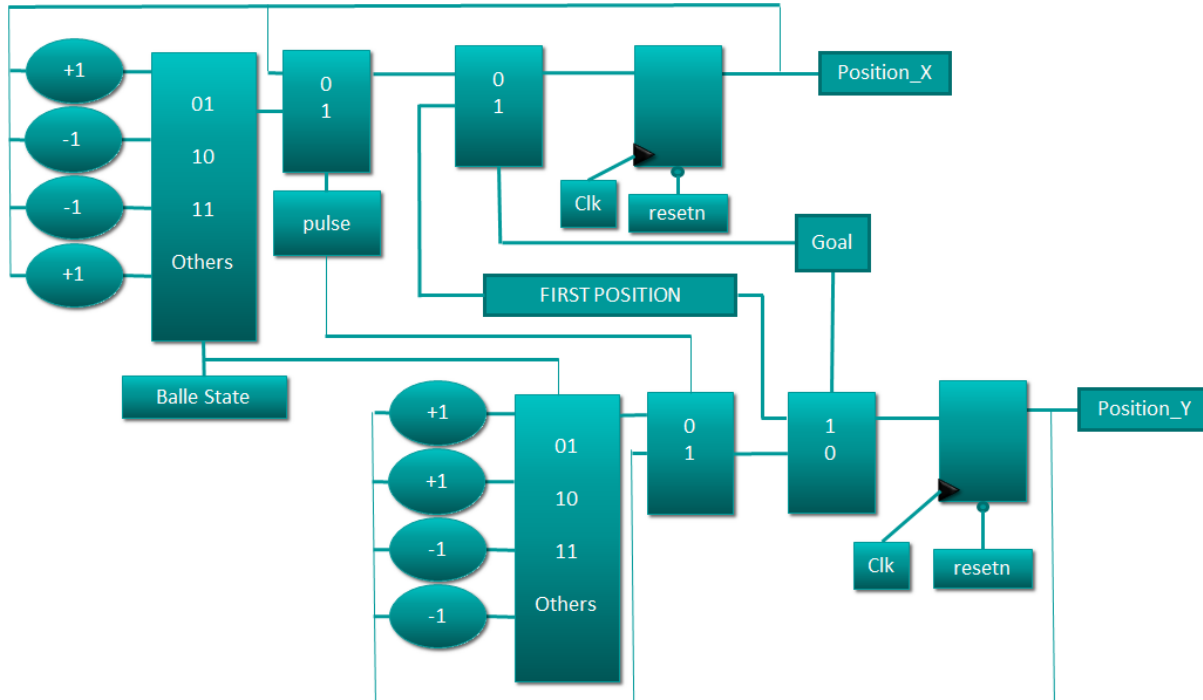 +1
-1
-1
+1
01
10
11
Others
0
1
pulse
0
1
Clk
resetn
Position_X
Goal
FIRST POSITION
Balle State
+1
+1
-1
-1
01
10
11
Others
0
1
1
0
Clk
resetn
Position_Y